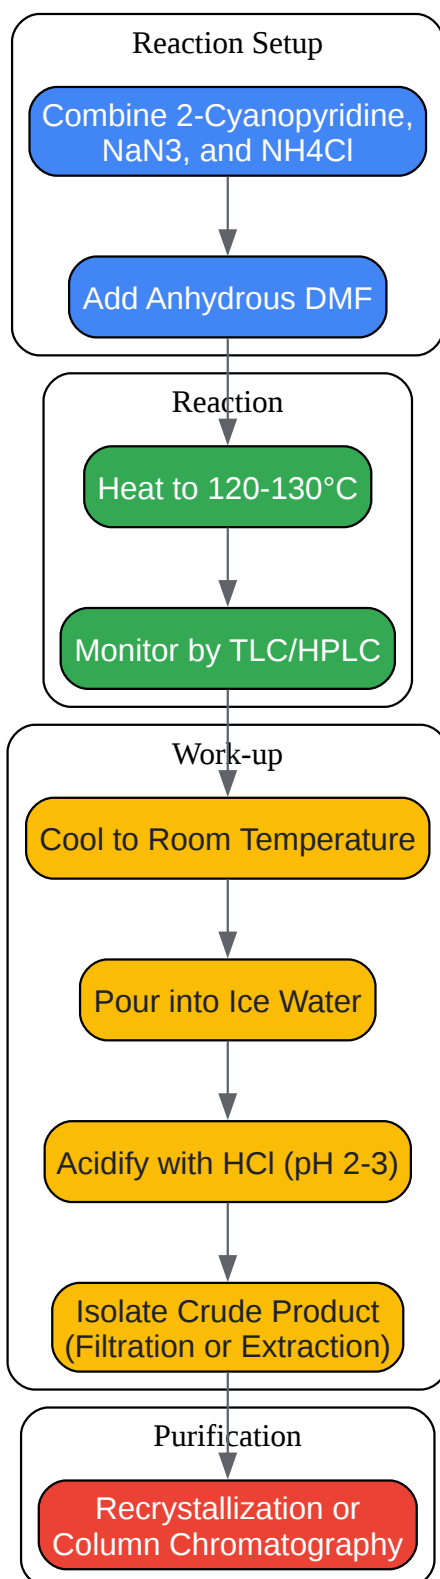 Reaction Setup
Combine 2-Cyanopyridine,
NaN3, and NH4Cl
Add Anhydrous DMF
Reaction
Heat to 120-130°C
Monitor by TLC/HPLC
Work-up
Cool to Room Temperature
Pour into Ice Water
Acidify with HCl (pH 2-3)
Isolate Crude Product
(Filtration or Extraction)
Purification
Recrystallization or
Column Chromatography